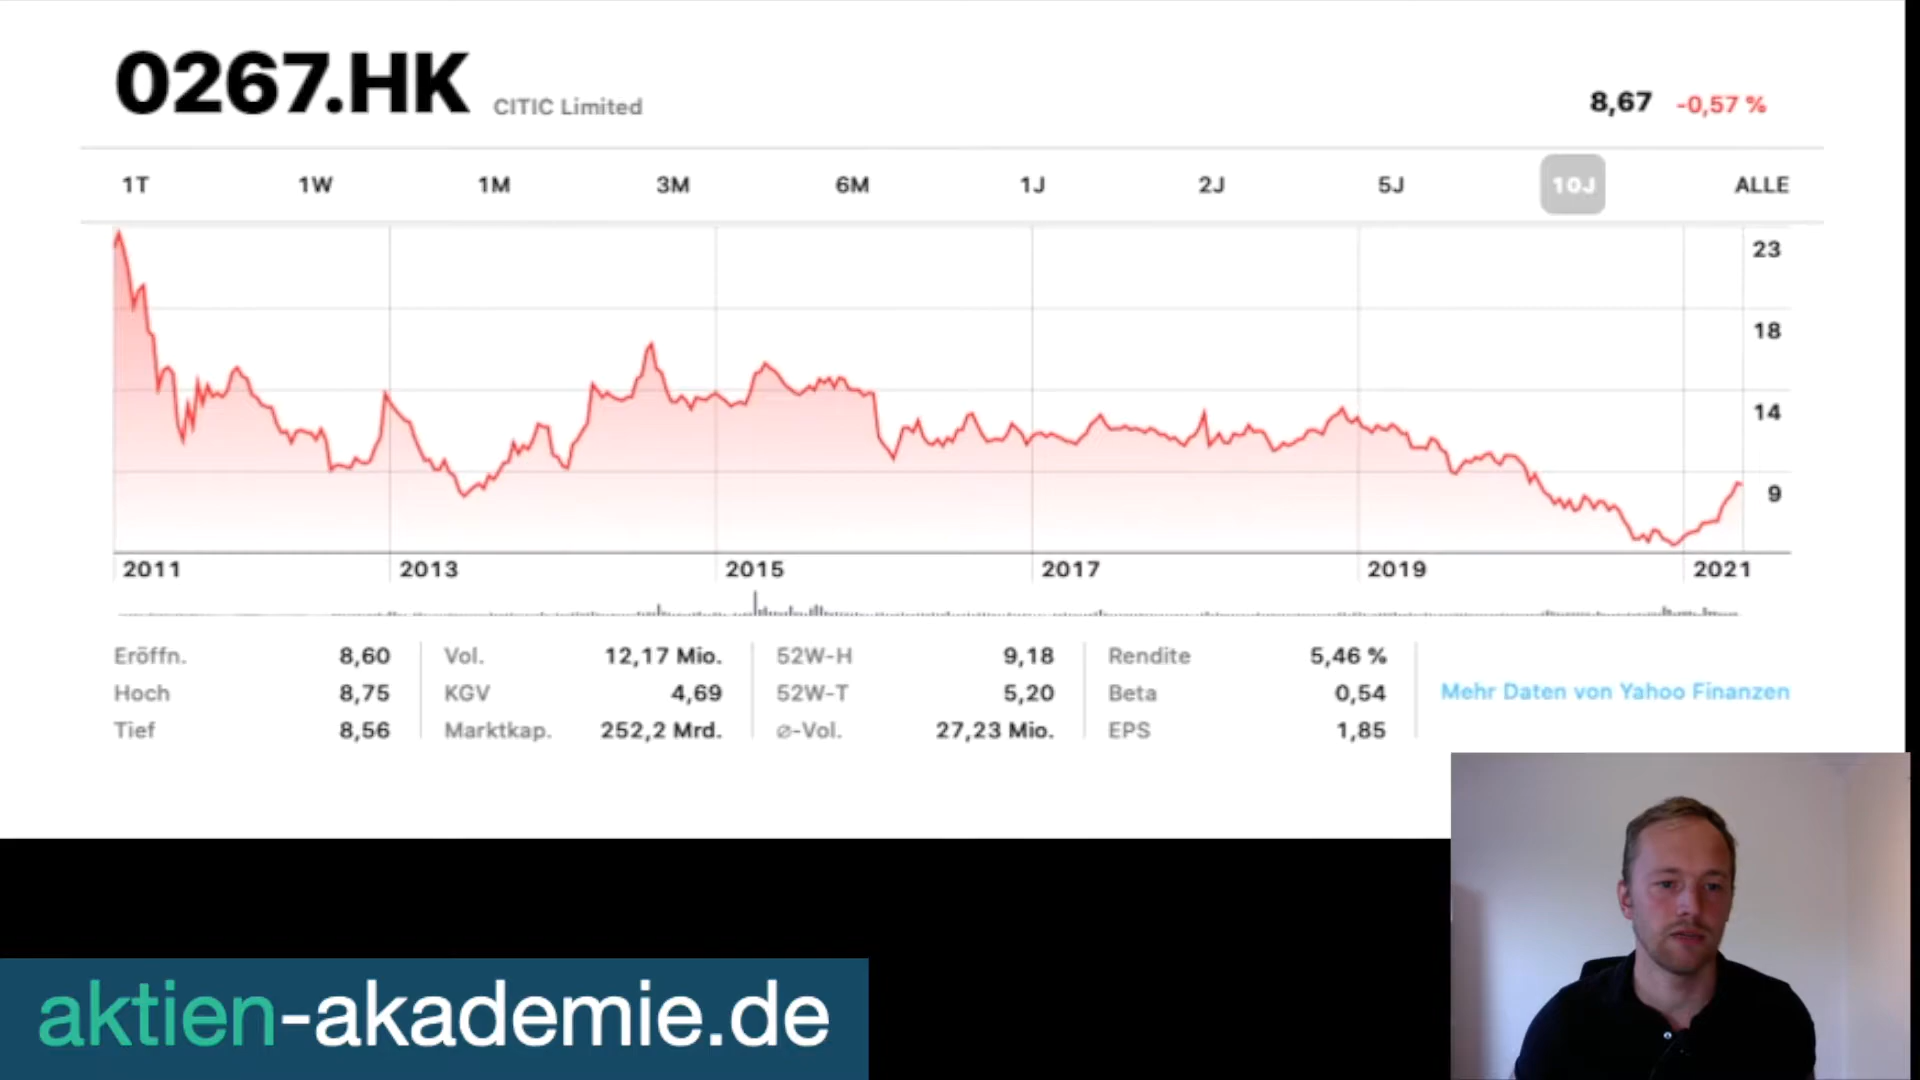 0267.HK CITIC Limited 8,67 -0,57 %
1T 1W 1M 3M 6M 1J 2J 5J 10J ALLE
23
18
14
9
2011 2013 2015 2017 2019 2021
Eröffn. 8,60 Vol. 12,17 Mio. 52W-H 9,18 Rendite 5,46 %
Hoch 8,75 KGV 4,69 52W-T 5,20 Beta 0,54 Mehr Daten von Yahoo Finanzen
Tief 8,56 Marktkap. 252,2 Mrd. ⌀-Vol. 27,23 Mio. EPS 1,85
aktien-akademie.de